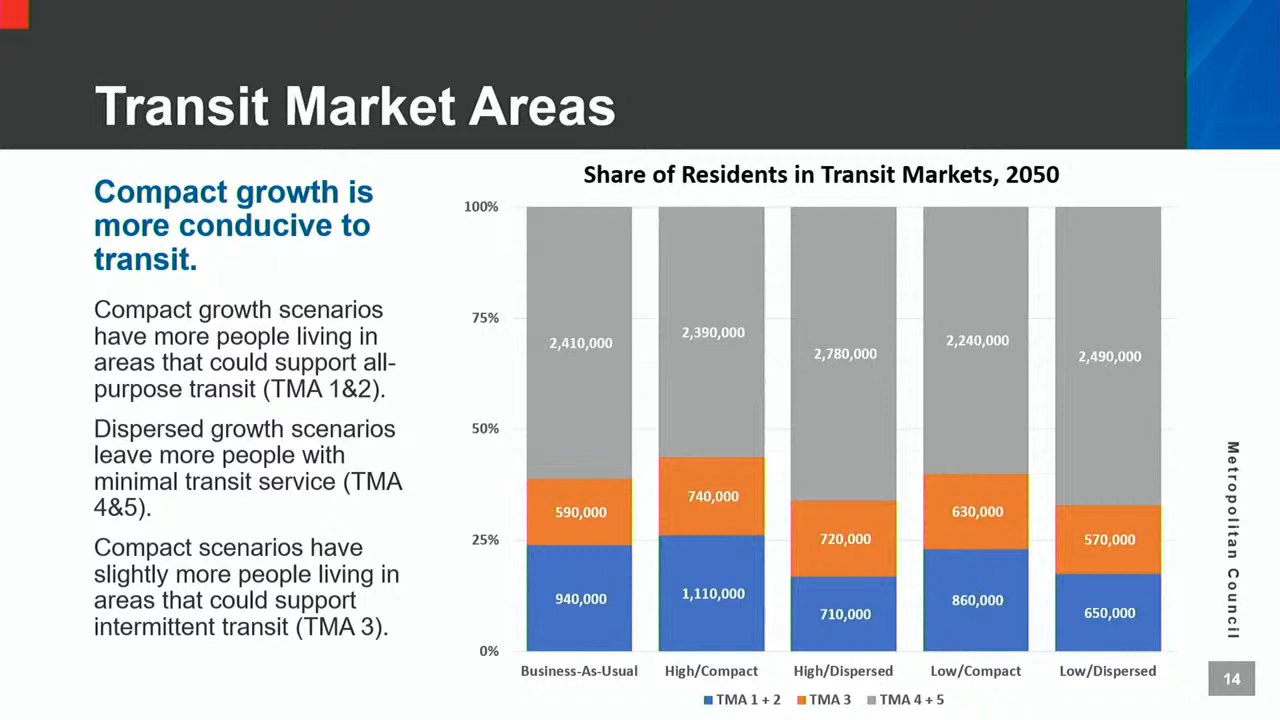 Transit Market Areas
Compact growth is
more conducive to
transit.
Compact growth scenarios
have more people living in
areas that could support all-
purpose transit (TMA 1&2).
Dispersed growth scenarios
leave more people with
minimal transit service (TMA
4&5).
Compact scenarios have
slightly more people living in
areas that could support
intermittent transit (TMA 3).
Share of Residents in Transit Markets, 2050
100%
75%
50%
25%
0%
2,410,000
590,000
940,000
2,390,000
740,000
1,110,000
2,780,000
720,000
710,000
2,240,000
630,000
860,000
2,490,000
570,000
650,000
Business-As-Usual
High/Compact
High/Dispersed
Low/Compact
Low/Dispersed
TMA 1 + 2
TMA 3
TMA 4 + 5
Metropolitan Council
14